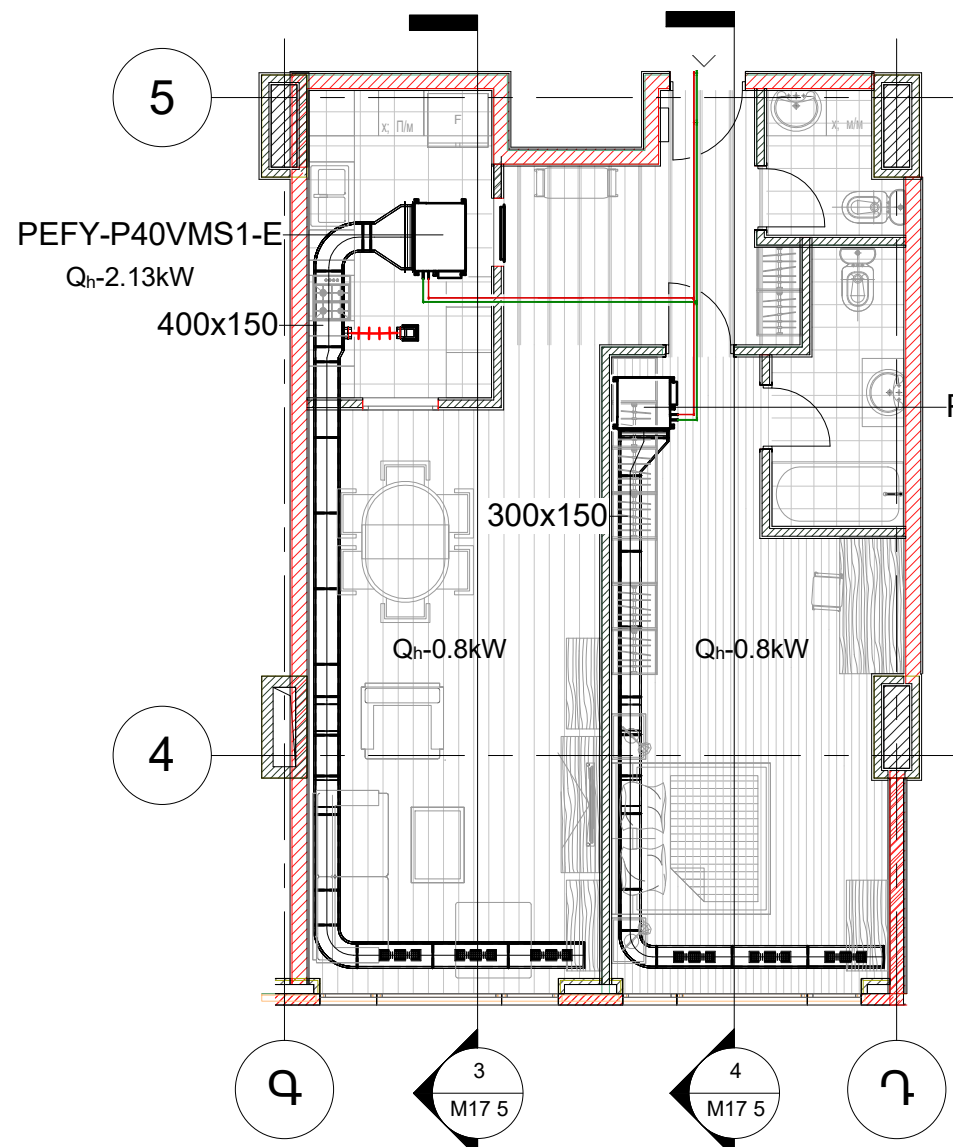 5
х; П/м
F
х; м/м
PEFY-P40VMS1-E
Qh-2.13kW
400x150
P
300x150
Qh-0.8kW
Qh-0.8kW
4
Գ
3
M17 5
4
M17 5
Դ